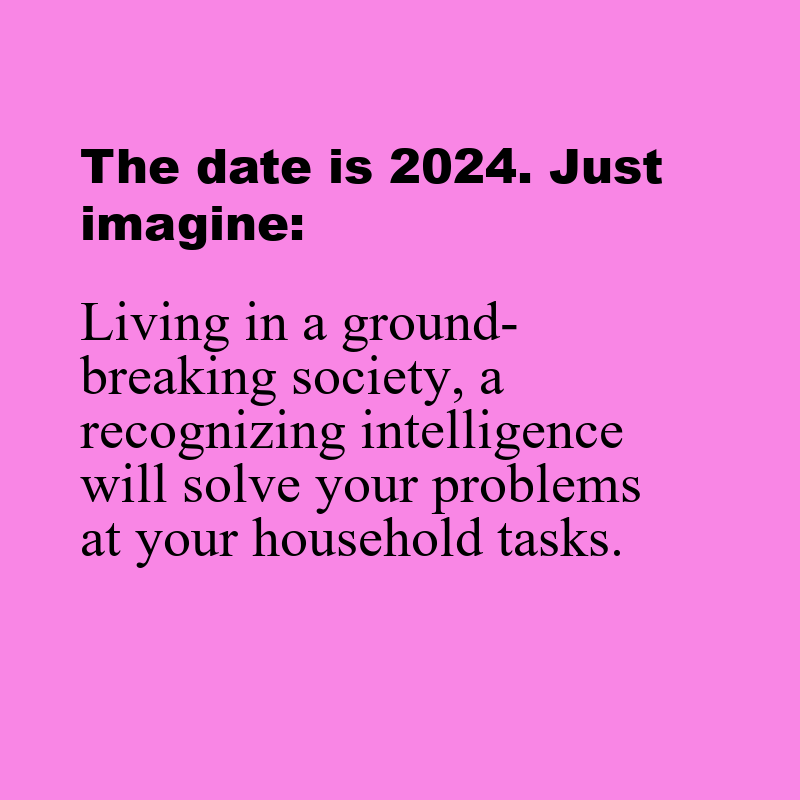 The date is 2024. Just
imagine:
Living in a ground-
breaking society, a
recognizing intelligence
will solve your problems
at your household tasks.